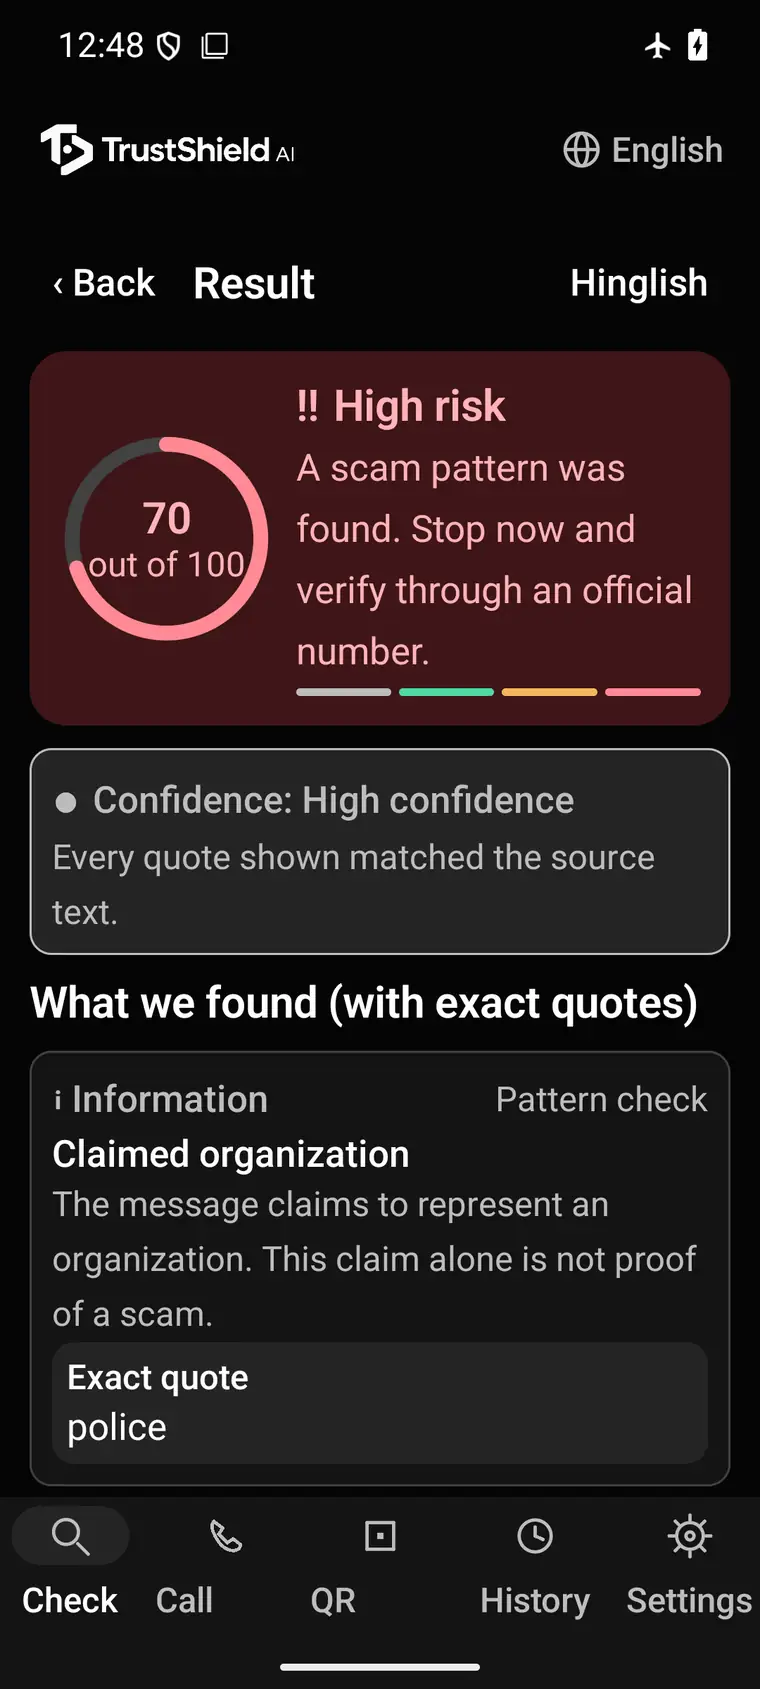 12:48
TrustShield AI
English
‹ Back Result Hinglish
!! High risk
A scam pattern was
found. Stop now and
verify through an official
number.
70
out of 100
Confidence: High confidence
Every quote shown matched the source
text.
What we found (with exact quotes)
i Information Pattern check
Claimed organization
The message claims to represent an
organization. This claim alone is not proof
of a scam.
Exact quote
police
Check Call QR History Settings